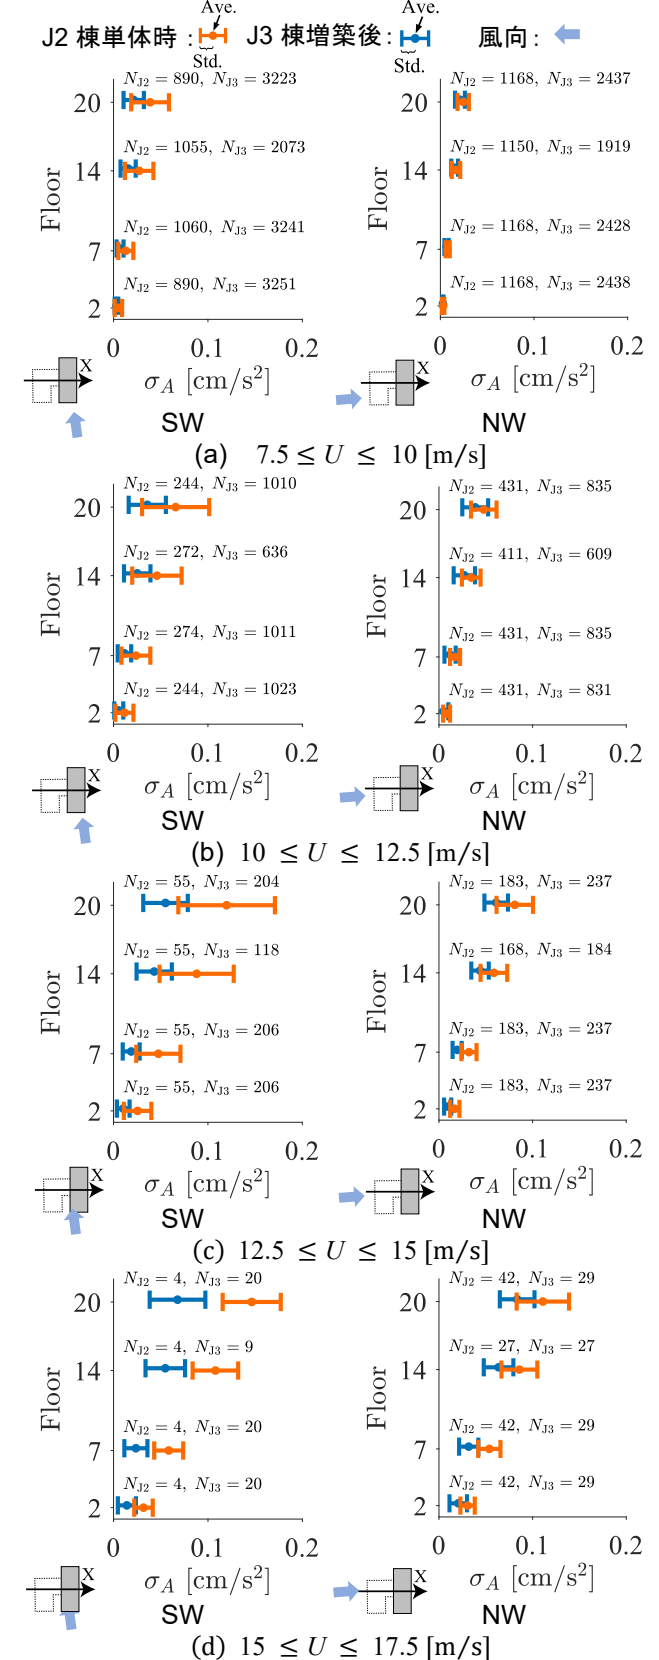 Ave.
Ave.
J2 棟単体時：
J3 棟増築後：
風向：
Std.
Std.
N_J2 = 890, N_J3 = 3223
N_J2 = 1055, N_J3 = 2073
N_J2 = 1060, N_J3 = 3241
N_J2 = 890, N_J3 = 3251
20
14
7
2
Floor
0
0.1
0.2
X
σ_A [cm/s²]
SW
N_J2 = 1168, N_J3 = 2437
N_J2 = 1150, N_J3 = 1919
N_J2 = 1168, N_J3 = 2428
N_J2 = 1168, N_J3 = 2438
20
14
7
2
Floor
0
0.1
0.2
X
σ_A [cm/s²]
NW
(a) 7.5 ≤ U ≤ 10 [m/s]
N_J2 = 244, N_J3 = 1010
N_J2 = 272, N_J3 = 636
N_J2 = 274, N_J3 = 1011
N_J2 = 244, N_J3 = 1023
20
14
7
2
Floor
0
0.1
0.2
X
σ_A [cm/s²]
SW
N_J2 = 431, N_J3 = 835
N_J2 = 411, N_J3 = 609
N_J2 = 431, N_J3 = 835
N_J2 = 431, N_J3 = 831
20
14
7
2
Floor
0
0.1
0.2
X
σ_A [cm/s²]
NW
(b) 10 ≤ U ≤ 12.5 [m/s]
N_J2 = 55, N_J3 = 204
N_J2 = 55, N_J3 = 118
N_J2 = 55, N_J3 = 206
N_J2 = 55, N_J3 = 206
20
14
7
2
Floor
0
0.1
0.2
X
σ_A [cm/s²]
SW
N_J2 = 183, N_J3 = 237
N_J2 = 168, N_J3 = 184
N_J2 = 183, N_J3 = 237
N_J2 = 183, N_J3 = 237
20
14
7
2
Floor
0
0.1
0.2
X
σ_A [cm/s²]
NW
(c) 12.5 ≤ U ≤ 15 [m/s]
N_J2 = 4, N_J3 = 20
N_J2 = 4, N_J3 = 9
N_J2 = 4, N_J3 = 20
N_J2 = 4, N_J3 = 20
20
14
7
2
Floor
0
0.1
0.2
X
σ_A [cm/s²]
SW
N_J2 = 42, N_J3 = 29
N_J2 = 27, N_J3 = 27
N_J2 = 42, N_J3 = 29
N_J2 = 42, N_J3 = 29
20
14
7
2
Floor
0
0.1
0.2
X
σ_A [cm/s²]
NW
(d) 15 ≤ U ≤ 17.5 [m/s]